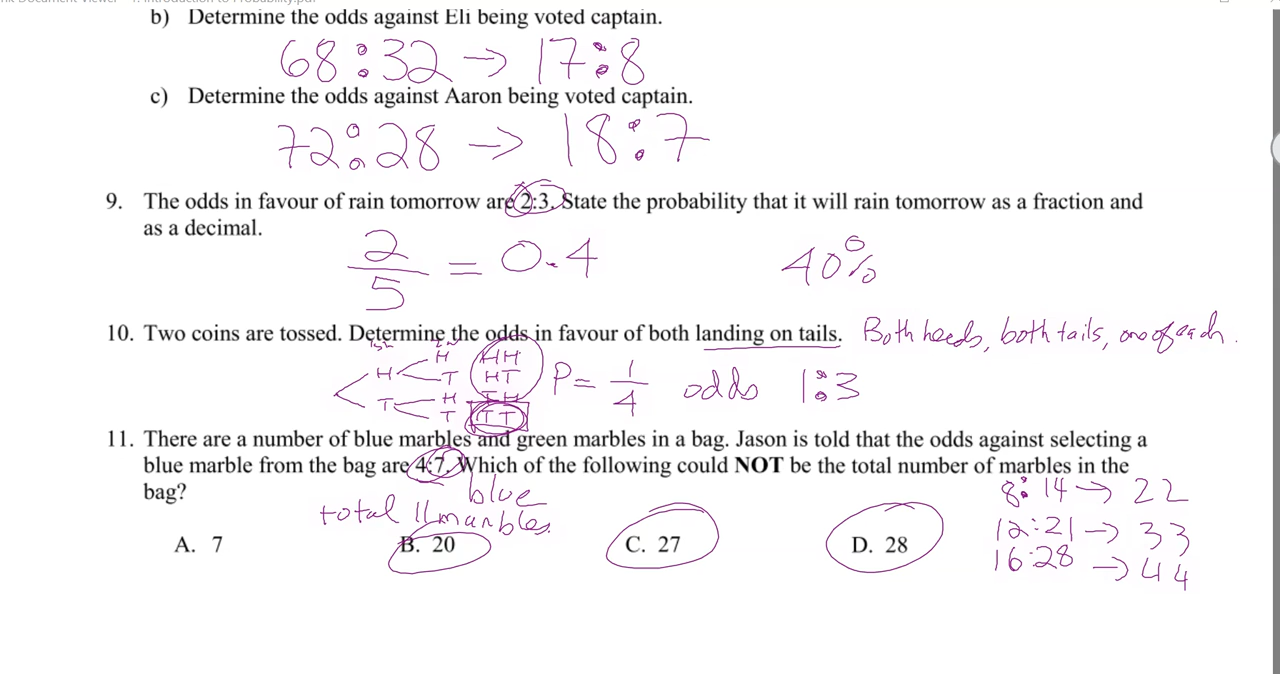 b) Determine the odds against Eli being voted captain.
68:32 → 17:8
c) Determine the odds against Aaron being voted captain.
72:28 → 18:7
9. The odds in favour of rain tomorrow are 2:3. State the probability that it will rain tomorrow as a fraction and
as a decimal.
2/5 = 0.4 40%
10. Two coins are tossed. Determine the odds in favour of both landing on tails. Both heads, both tails, one of each.
H HH
H T HT P = 1/4 odds 1:3
T H TH
T TT
11. There are a number of blue marbles and green marbles in a bag. Jason is told that the odds against selecting a
blue marble from the bag are 4:7. Which of the following could NOT be the total number of marbles in the
bag? blue 8:14 → 22
total 11 marbles. 12:21 → 33
A. 7 B. 20 C. 27 D. 28 16:28 → 44